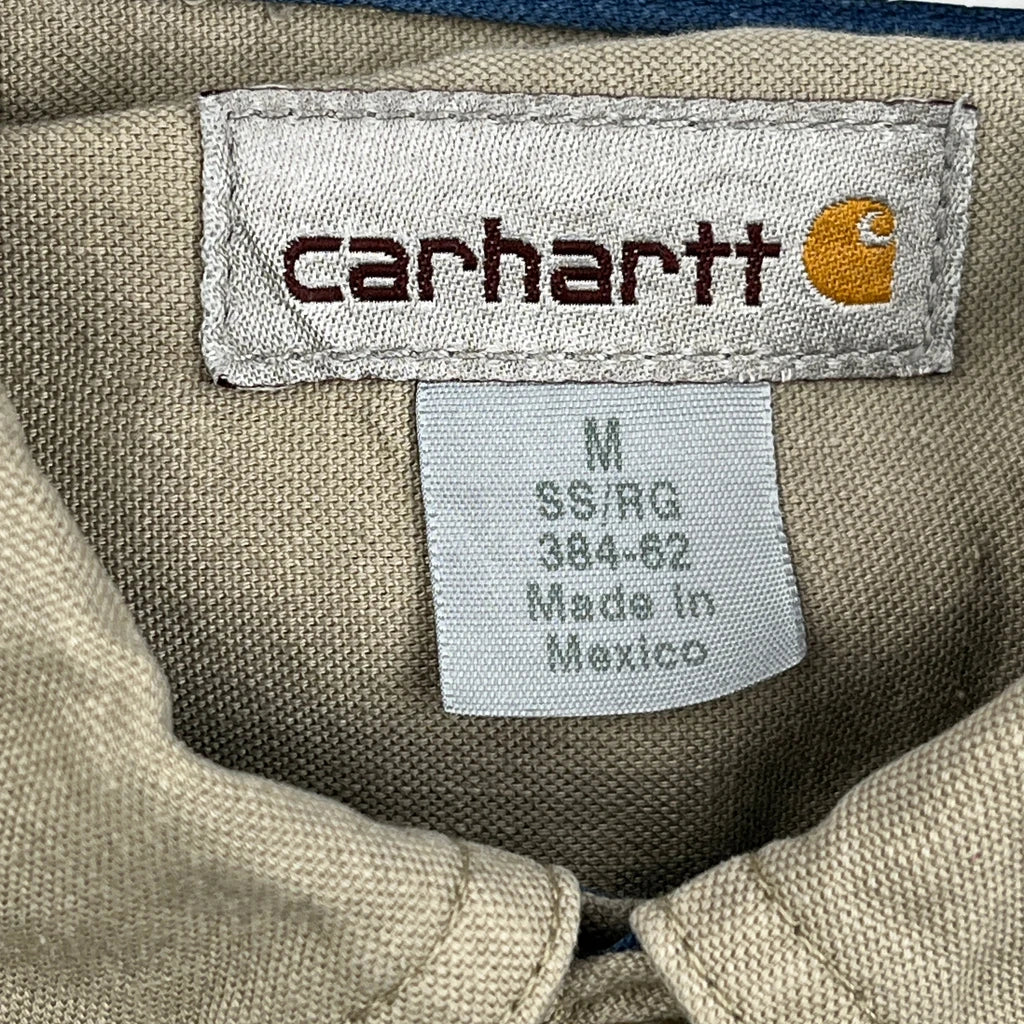 carhartt
M
SS/RG
384-62
Made in
Mexico